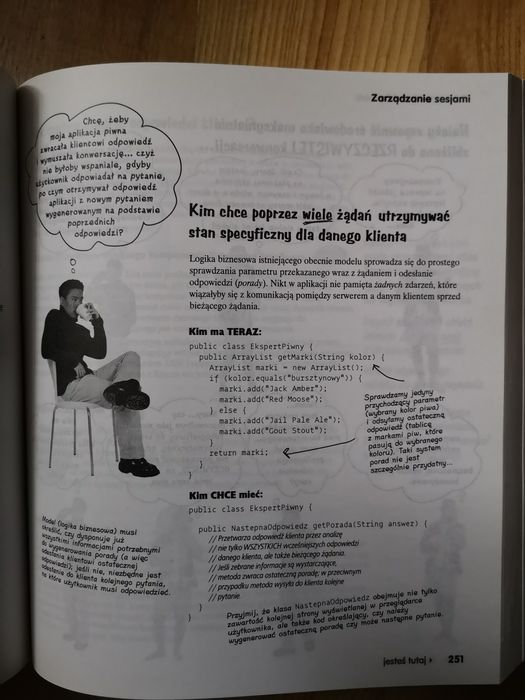 Zarządzanie sesjami
Chcę, żeby
moja aplikacja piwna
zwracała klientowi odpowiedź
i wymuszała konwersację... czyż
nie byłoby wspaniale, gdyby
użytkownik odpowiadał na pytanie,
po czym otrzymywał odpowiedź
aplikacji z nowym pytaniem
wygenerowanym na podstawie
poprzednich
odpowiedzi?
Kim chce poprzez wiele żądań utrzymywać
stan specyficzny dla danego klienta
Logika biznesowa istniejącego obecnie modelu sprowadza się do prostego
sprawdzania parametru przekazanego wraz z żądaniem i odesłanie
odpowiedzi (porady). Nikt w aplikacji nie pamięta żadnych zdarzeń, które
wiązałyby się z komunikacją pomiędzy serwerem a danym klientem sprzed
bieżącego żądania.
Kim ma TERAZ:
public class EkspertPiwny {
public ArrayList getMarki(String kolor) {
ArrayList marki = new ArrayList();
if (kolor.equals("bursztynowy")) {
marki.add("Jack Amber");
marki.add("Red Moose");
} else {
marki.add("Jail Pale Ale");
marki.add("Gout Stout");
}
return marki;
}
}
Sprawdzamy jedyny
przychodzący parametr
(wybrany kolor piwa)
i odsyłamy ostateczną
odpowiedź (tablicę
z markami piw, które
pasują do wybranego
koloru). Taki system
porad nie jest
szczególnie przydatny...
Kim CHCE mieć:
public class EkspertPiwny {
public NastepnaOdpowiedz getPorada(String answer) {
// Przetwarza odpowiedź klienta przez analizę
// nie tylko WSZYSTKICH wcześniejszych odpowiedzi
// danego klienta, ale także bieżącego żądania.
// Jeśli zebrane informacje są wystarczające,
// metoda zwraca ostateczną poradę; w przeciwnym
// przypadku metoda wysyła do klienta kolejne
// pytanie.
}
}
Model (logika biznesowa) musi
określić, czy dysponuje już
wszystkimi informacjami potrzebnymi
do wygenerowania porady (a więc
odesłania klientowi ostatecznej
odpowiedzi); jeśli nie, niezbędne jest
odesłanie do klienta kolejnego pytania,
na które użytkownik musi odpowiedzieć.
Przyjmij, że klasa NastepnaOdpowiedz obejmuje nie tylko
zawartość kolejnej strony wyświetlanej w przeglądarce
użytkownika, ale także kod określający, czy należy
wygenerować ostateczną poradę czy może następne pytanie.
jesteś tutaj 251